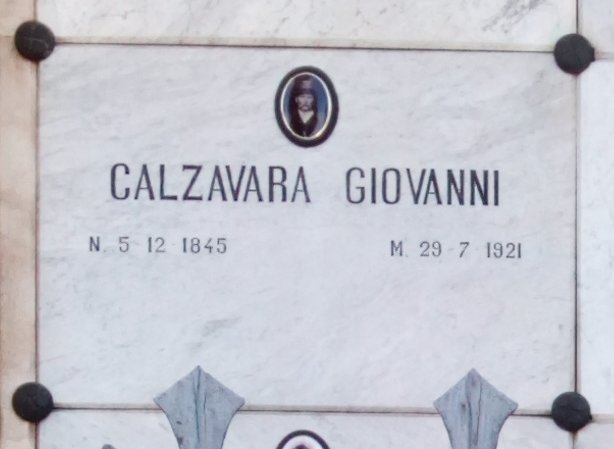 CALZAVARA GIOVANNI
N. 5 12 1845 M. 29-7 1921